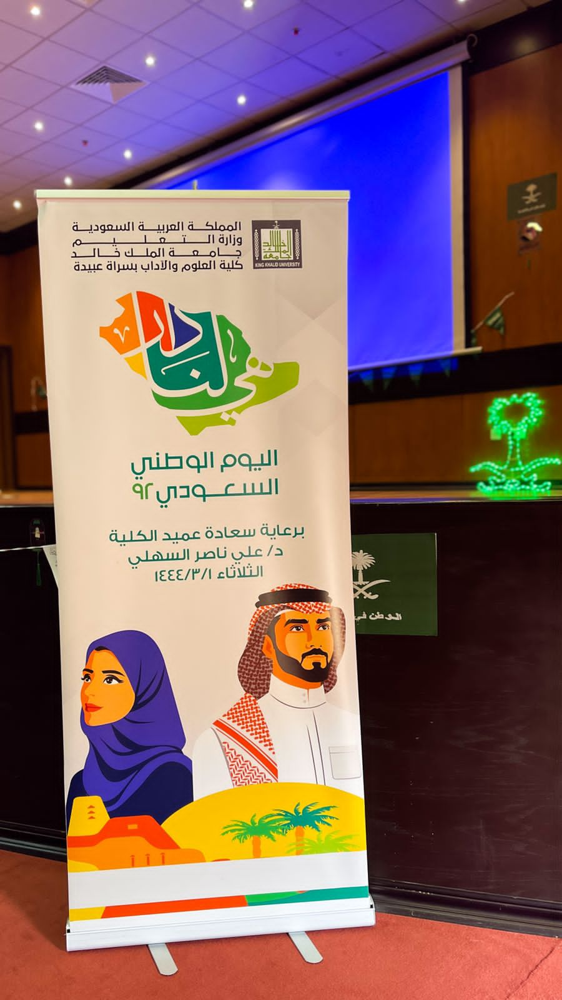 المملكة العربية السعودية
وزارة التعليم
جامعة الملك خالد
كلية العلوم والآداب بسراة عبيدة
جامعة الملك خالد
KING KHALID UNIVERSITY
هي لنا دار
اليوم الوطني
السعودي ٩٢
برعاية سعادة عميد الكلية
د/ علي ناصر السهلي
الثلاثاء ١٤٤٤/٣/١
الوطن في